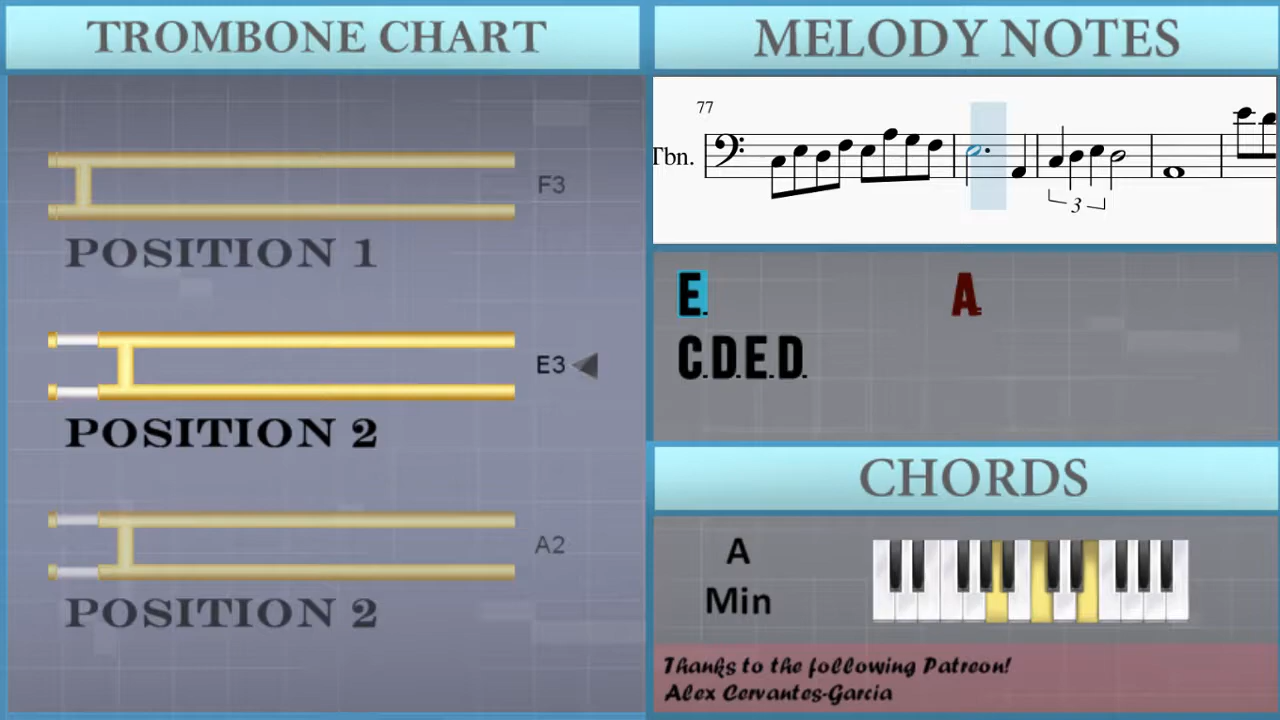 TROMBONE CHART
F3
POSITION 1
E3
POSITION 2
A2
POSITION 2
MELODY NOTES
77
Tbn.
3
E. A.
C.D.E.D.
CHORDS
A
Min
Thanks to the following Patreon!
Alex Cervantes-Garcia